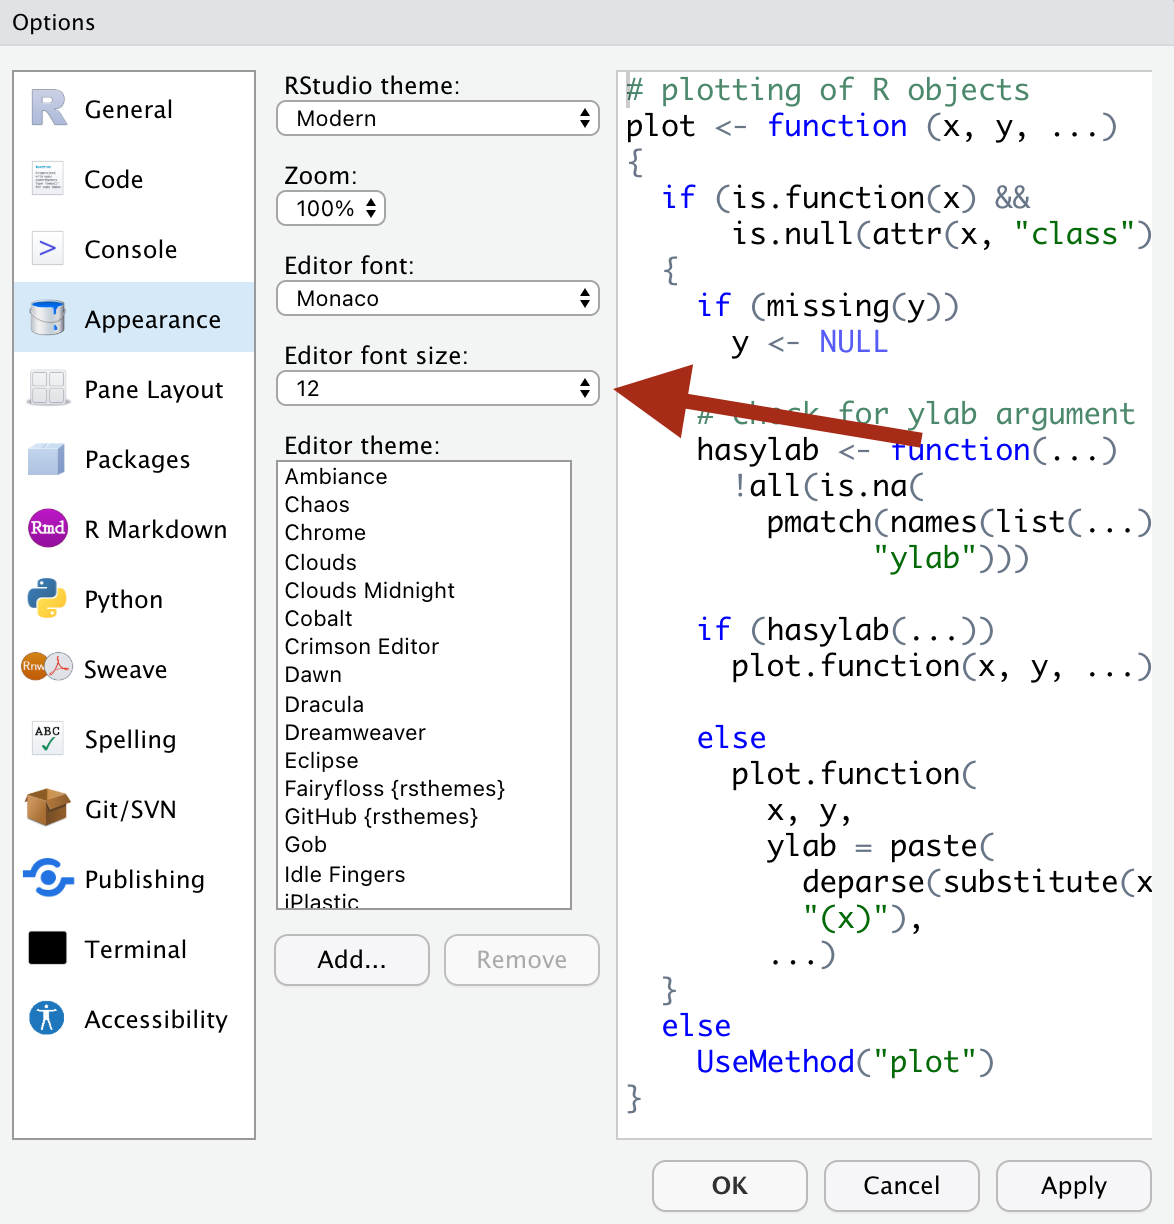 Options
General
Code
Console
Appearance
Pane Layout
Packages
Rmd
R Markdown
Python
Rnw
Sweave
ABC
Spelling
Git/SVN
Publishing
Terminal
Accessibility
RStudio theme:
Modern
Zoom:
100%
Editor font:
Monaco
Editor font size:
12
Editor theme:
Ambiance
Chaos
Chrome
Clouds
Clouds Midnight
Cobalt
Crimson Editor
Dawn
Dracula
Dreamweaver
Eclipse
Fairyfloss {rsthemes}
GitHub {rsthemes}
Gob
Idle Fingers
iPlastic
Add...
Remove
# plotting of R objects
plot <- function (x, y, ...)
{
if (is.function(x) &&
is.null(attr(x, "class")
{
if (missing(y))
y <- NULL
# check for ylab argument
hasylab <- function(...)
!all(is.na(
pmatch(names(list(...)
"ylab")))
if (hasylab(...))
plot.function(x, y, ...)
else
plot.function(
x, y,
ylab = paste(
deparse(substitute(x
"(x)"),
...)
}
else
UseMethod("plot")
}
OK
Cancel
Apply